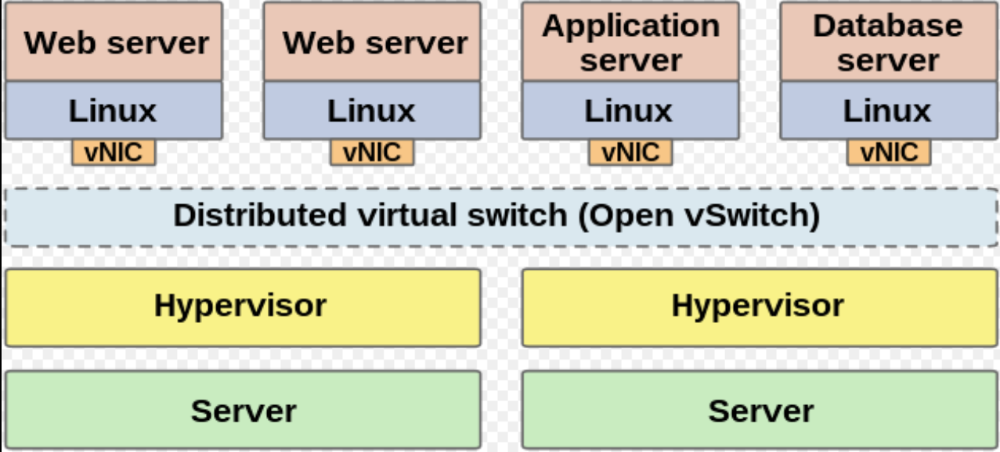 Web server
Web server
Application
server
Database
server
Linux
Linux
Linux
Linux
vNIC
vNIC
vNIC
vNIC
Distributed virtual switch (Open vSwitch)
Hypervisor
Hypervisor
Server
Server